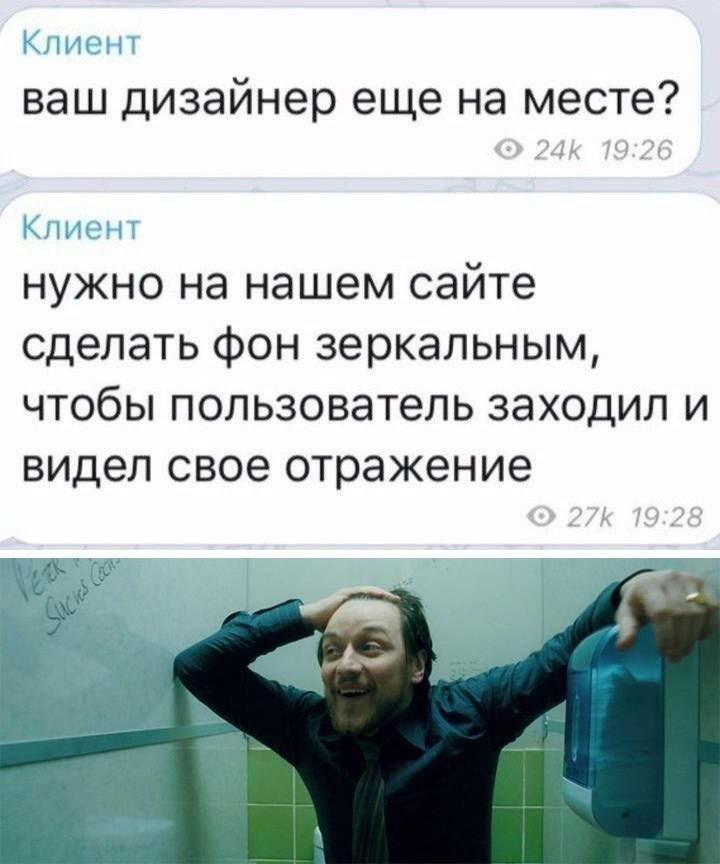 Клиент
ваш дизайнер еще на месте?
24k 19:26
Клиент
нужно на нашем сайте
сделать фон зеркальным,
чтобы пользователь заходил и
видел свое отражение
27k 19:28
Sucks